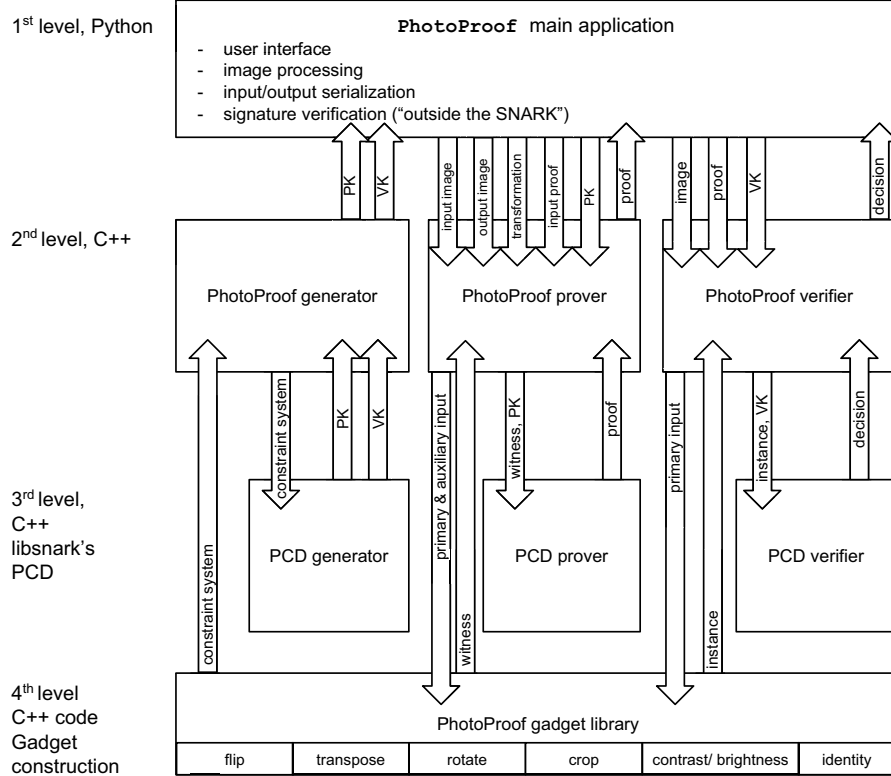 1st level, Python
PhotoProof main application
- user interface
- image processing
- input/output serialization
- signature verification (“outside the SNARK”)
PK
VK
input image
output image
transformation
input proof
PK
proof
image
proof
VK
decision
2nd level, C++
PhotoProof generator
PhotoProof prover
PhotoProof verifier
constraint system
constraint system
PK
VK
primary & auxiliary input
witness
witness, PK
proof
primary input
instance
instance, VK
decision
3rd level,
C++
libsnark’s
PCD
PCD generator
PCD prover
PCD verifier
4th level
C++ code
Gadget
construction
PhotoProof gadget library
flip
transpose
rotate
crop
contrast/ brightness
identity